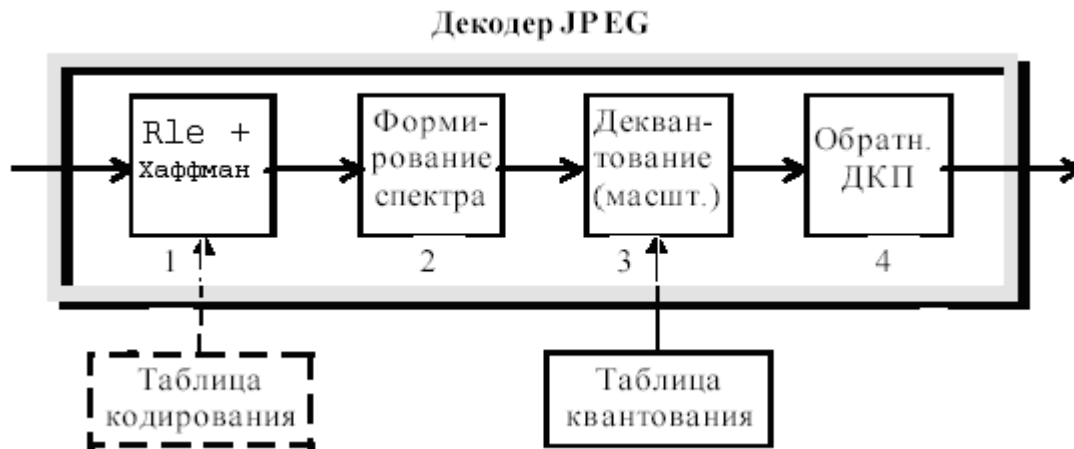 Декодер JPEG
Rle +
Хаффман
Форми-
рование
спектра
Декван-
тование
(масшт.)
Обратн.
ДКП
1
2
3
4
Таблица
кодирования
Таблица
квантования